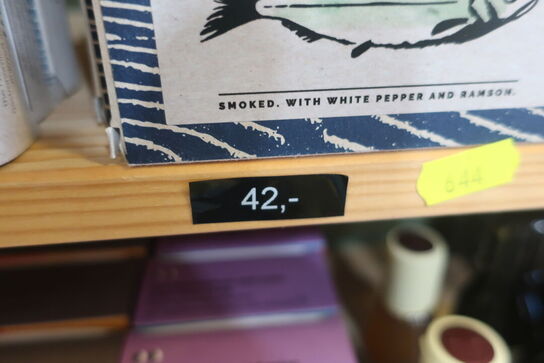 SMOKED. WITH WHITE PEPPER AND RAMSON.
42,-
644